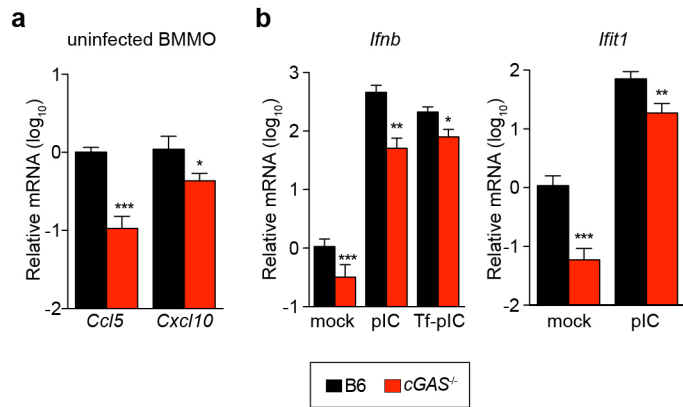 a
uninfected BMMO
Relative mRNA (log10)
1
0
-1
-2
***
*
Ccl5 Cxcl10
b
Ifnb
Relative mRNA (log10)
3
2
1
0
-1
***
**
*
mock pIC Tf-pIC
Ifit1
Relative mRNA (log10)
2
1
0
-1
-2
***
**
mock pIC
B6 cGAS-/-